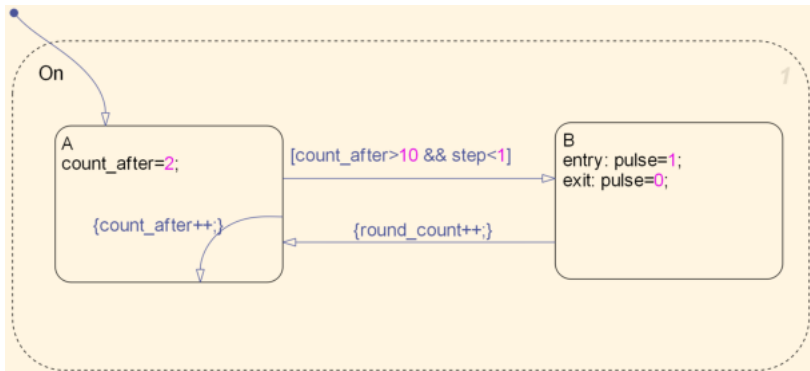 On
1
A
count_after=2;
[count_after>10 && step<1]
B
entry: pulse=1;
exit: pulse=0;
{count_after++;}
{round_count++;}